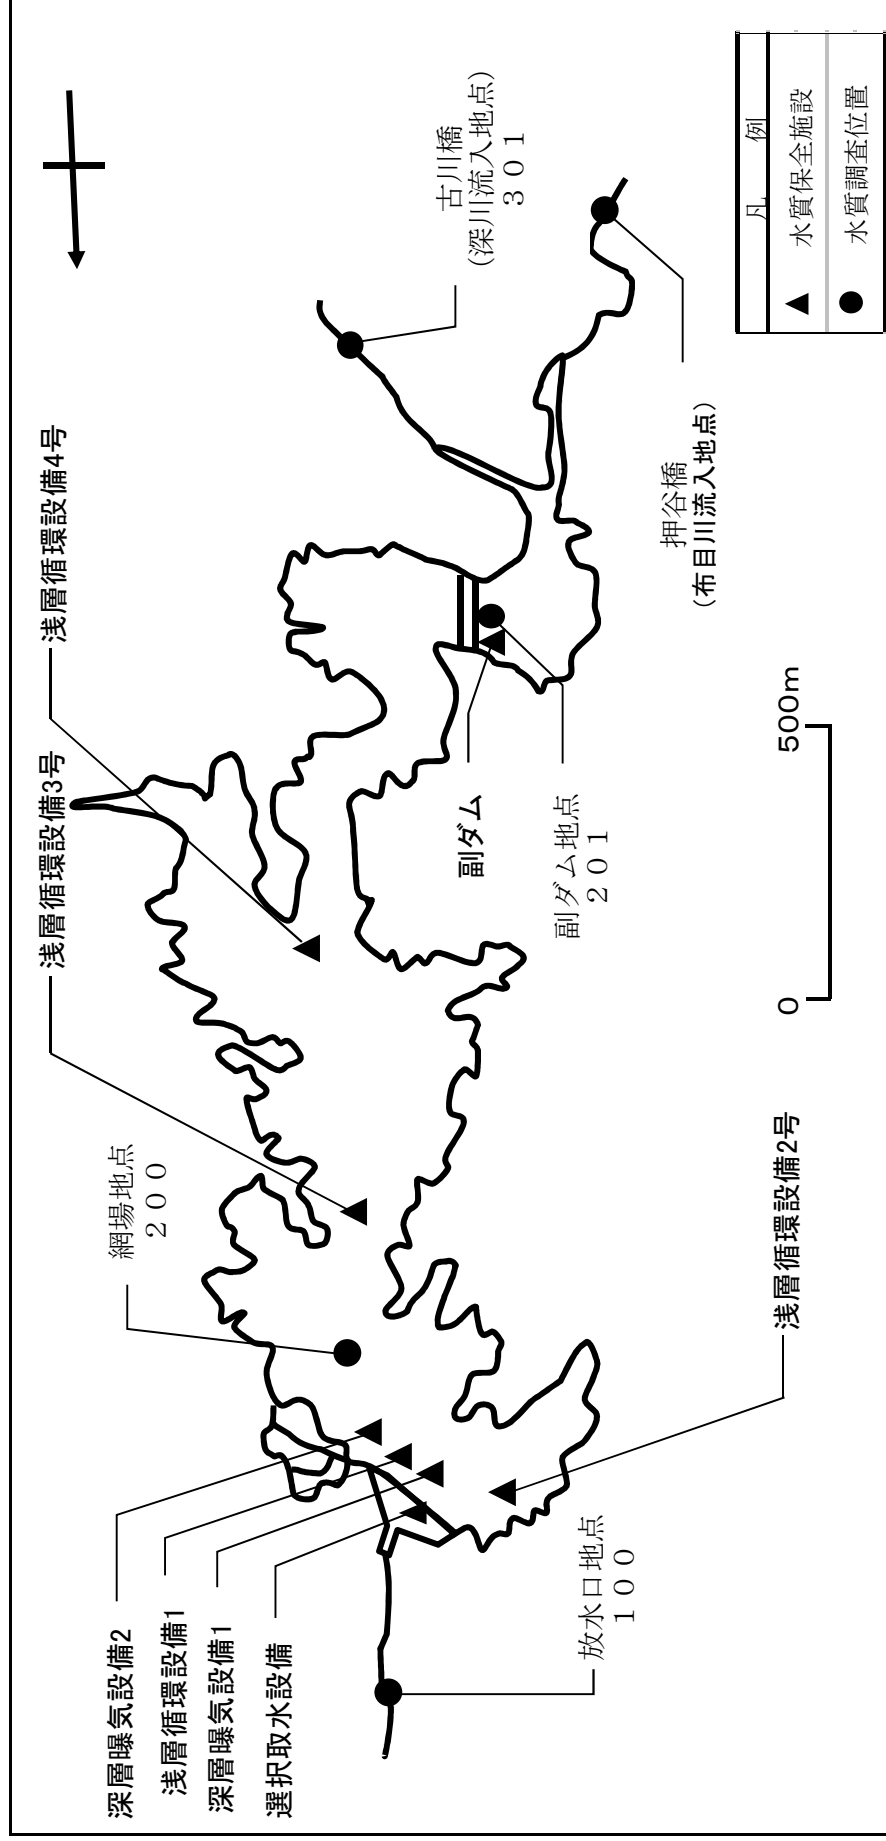 浅層循環設備4号
浅層循環設備3号
網場地点
200
深層曝気設備2
浅層循環設備1
深層曝気設備1
選択取水設備
古川橋
(深川流入地点)
301
押谷橋
(布目川流入地点)
副ダム
副ダム地点
201
放水口地点
100
浅層循環設備2号
0
500m
凡 例
水質保全施設
水質調査位置